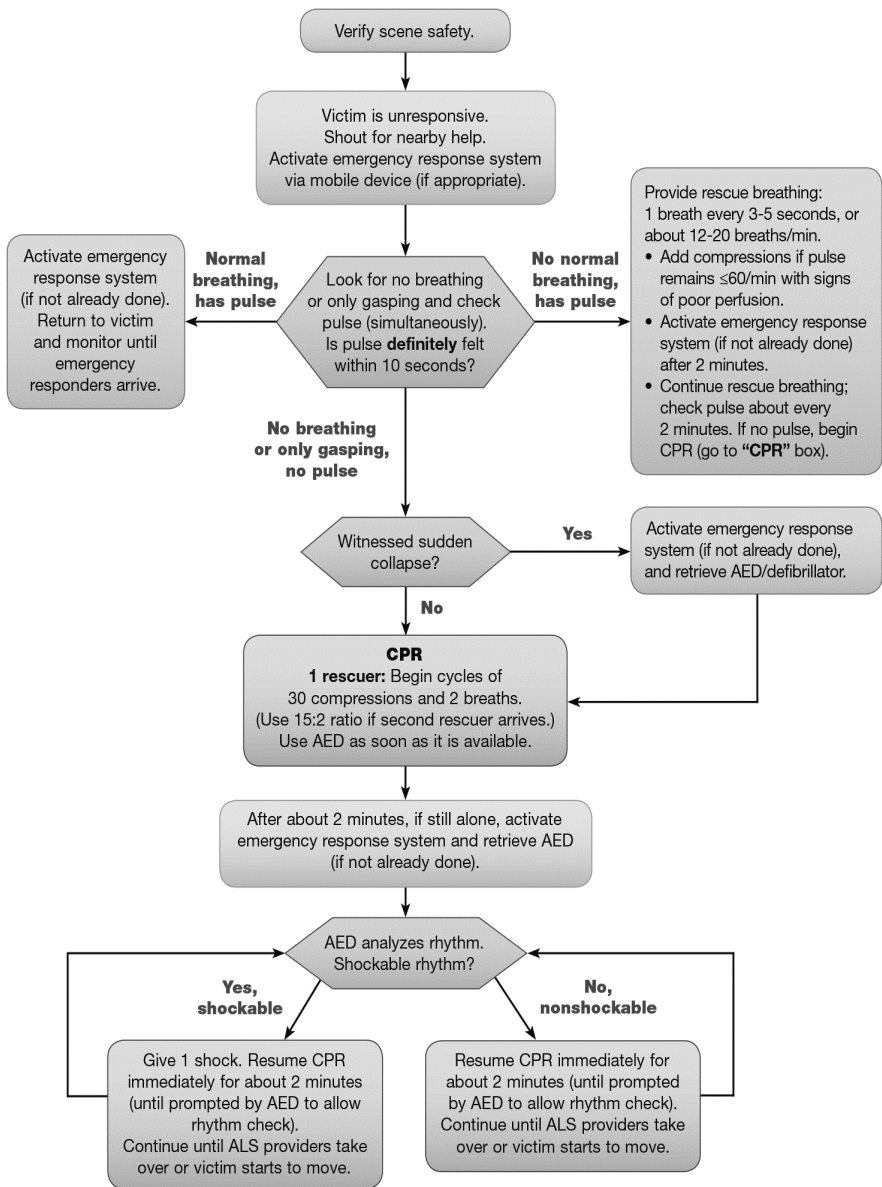 Verify scene safety.
Victim is unresponsive.
Shout for nearby help.
Activate emergency response system
via mobile device (if appropriate).
Look for no breathing
or only gasping and check
pulse (simultaneously).
Is pulse definitely felt
within 10 seconds?
Normal
breathing,
has pulse
Activate emergency
response system
(if not already done).
Return to victim
and monitor until
emergency
responders arrive.
No normal
breathing,
has pulse
Provide rescue breathing:
1 breath every 3-5 seconds, or
about 12-20 breaths/min.
• Add compressions if pulse
remains ≤60/min with signs
of poor perfusion.
• Activate emergency response
system (if not already done)
after 2 minutes.
• Continue rescue breathing;
check pulse about every
2 minutes. If no pulse, begin
CPR (go to “CPR” box).
No breathing
or only gasping,
no pulse
Witnessed sudden
collapse?
Yes
Activate emergency response
system (if not already done),
and retrieve AED/defibrillator.
No
CPR
1 rescuer: Begin cycles of
30 compressions and 2 breaths.
(Use 15:2 ratio if second rescuer arrives.)
Use AED as soon as it is available.
After about 2 minutes, if still alone, activate
emergency response system and retrieve AED
(if not already done).
AED analyzes rhythm.
Shockable rhythm?
Yes,
shockable
No,
nonshockable
Give 1 shock. Resume CPR
immediately for about 2 minutes
(until prompted by AED to allow
rhythm check).
Continue until ALS providers take
over or victim starts to move.
Resume CPR immediately for
about 2 minutes (until prompted
by AED to allow rhythm check).
Continue until ALS providers take
over or victim starts to move.